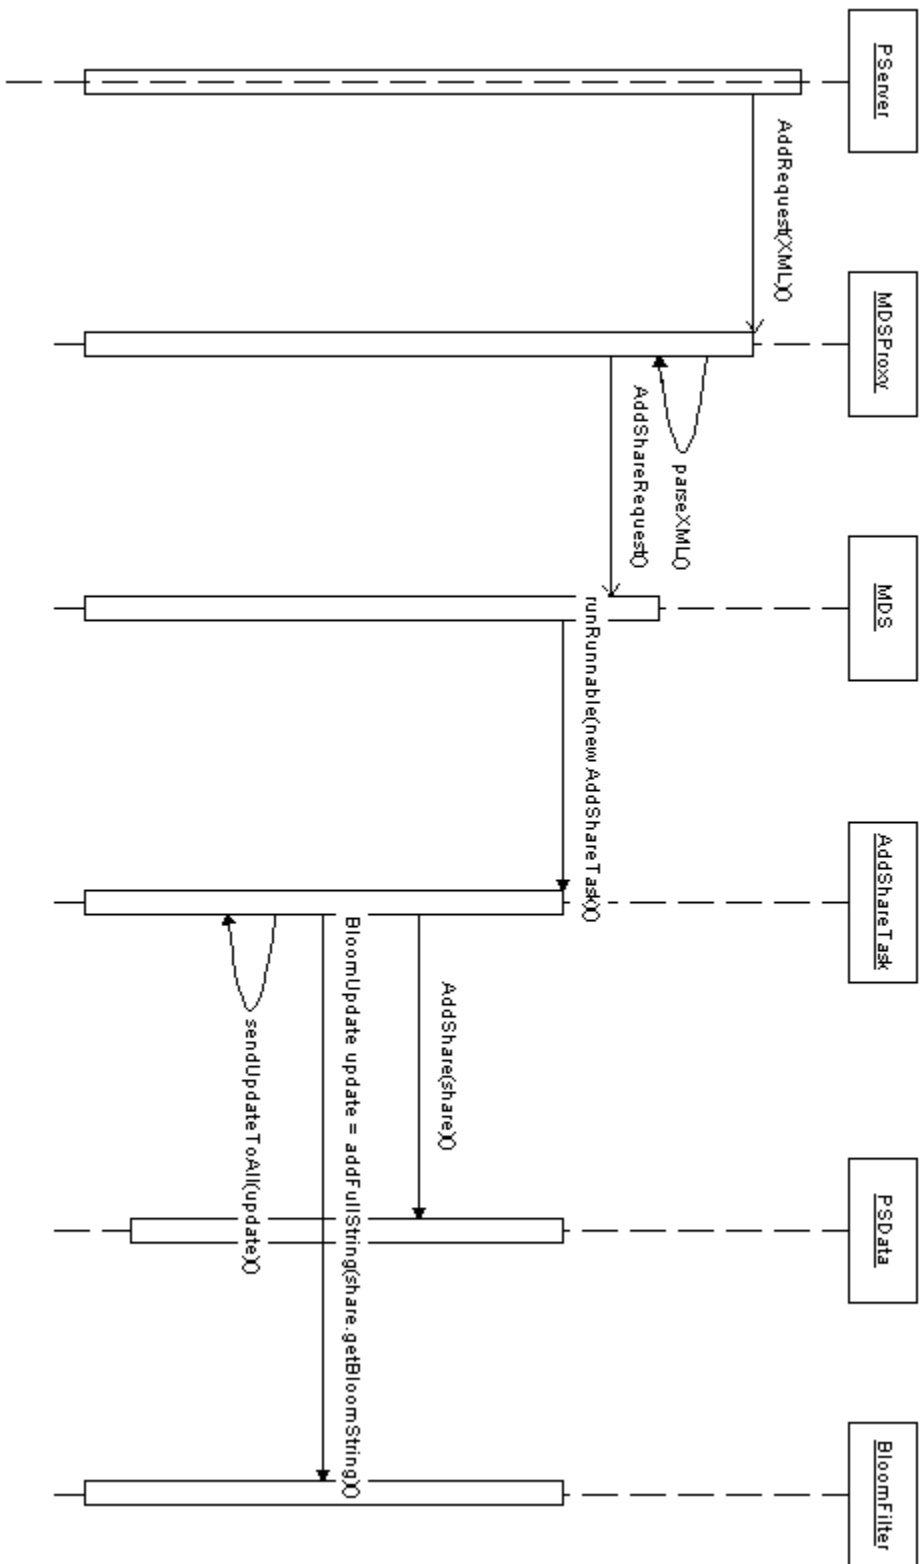 PServer
MDSProxy
MDS
AddShareTask
PSData
BloomFilter
AddRequest(XML)()
parseXML()
AddShareRequest()
runRunnable(new AddShareTask)()
AddShare(share)()
BloomUpdate update = addFullString(share.getBloomString)()
sendUpdateToAll(update)()